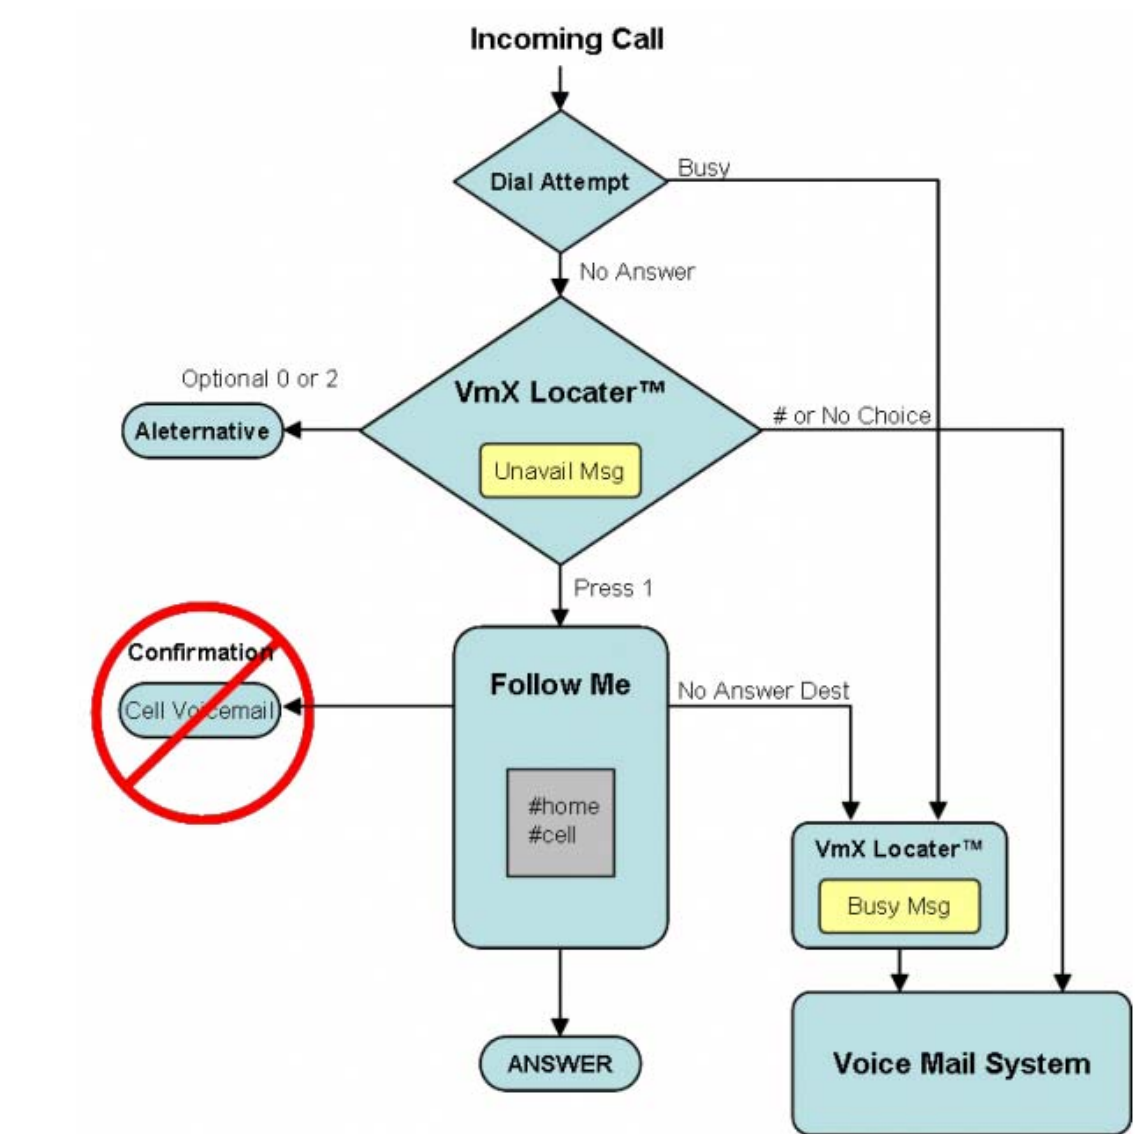 Incoming Call
Dial Attempt
Busy
No Answer
Optional 0 or 2
VmX Locater™
# or No Choice
Aleternative
Unavail Msg
Press 1
Confirmation
Cell Voicemail
Follow Me
No Answer Dest
#home
#cell
VmX Locater™
Busy Msg
ANSWER
Voice Mail System